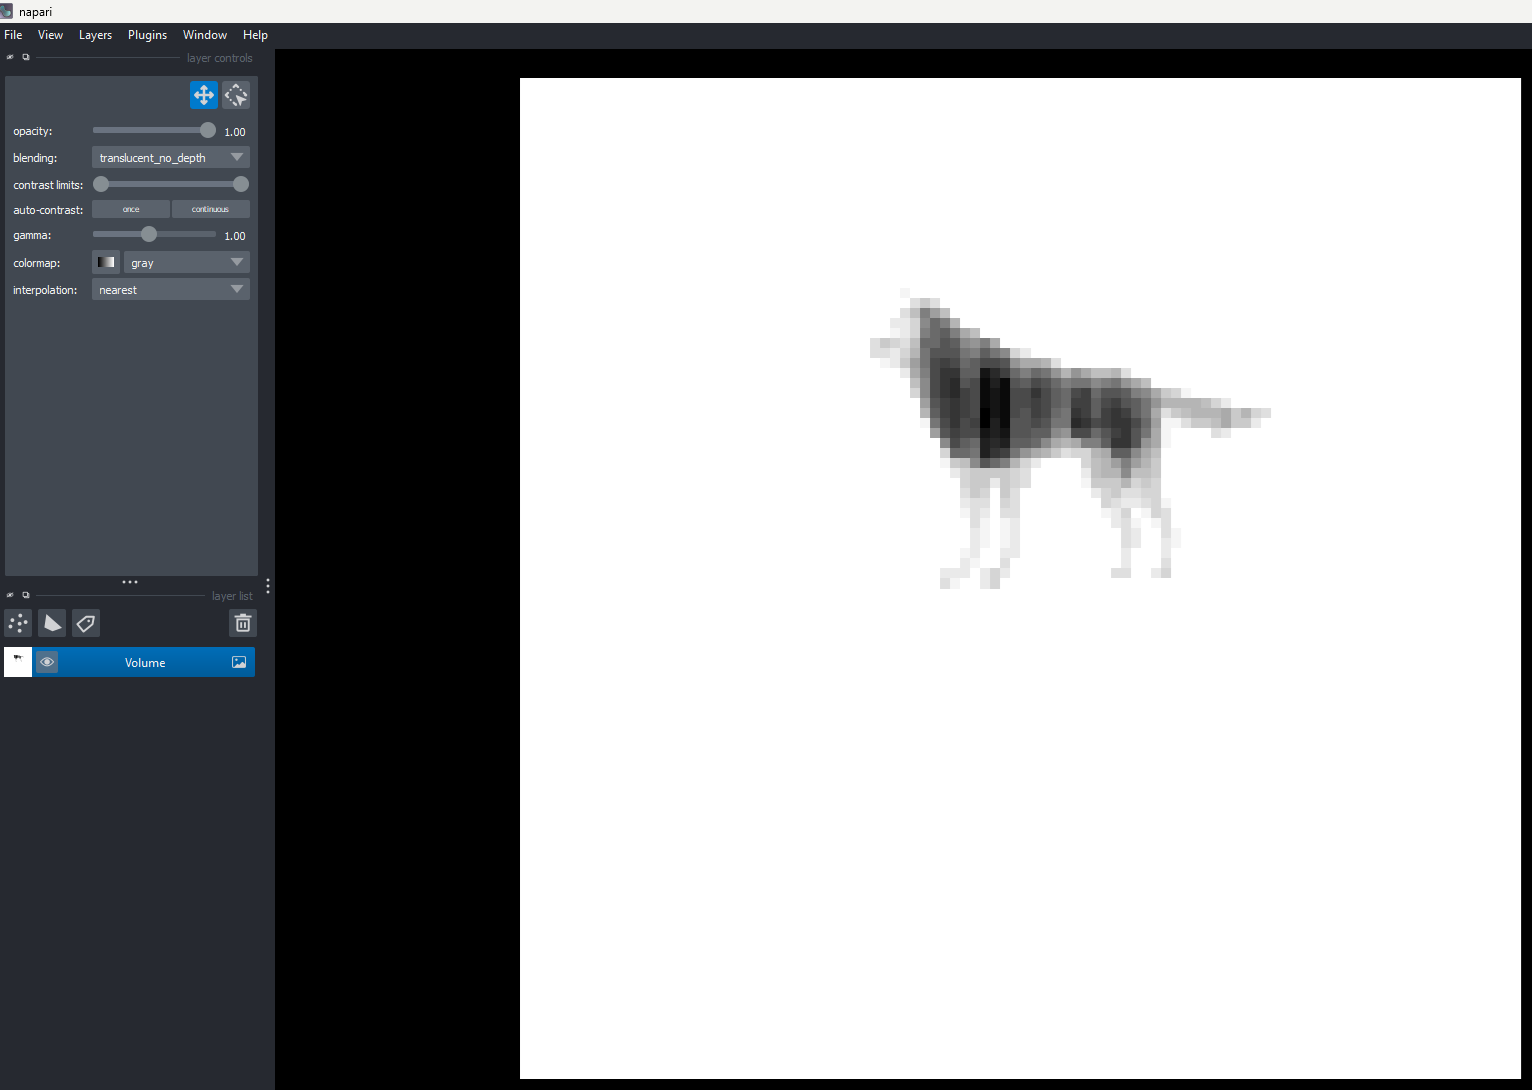 napari
File View Layers Plugins Window Help
layer controls
opacity: 1.00
blending: translucent_no_depth
contrast limits:
auto-contrast: once continuous
gamma: 1.00
colormap: gray
interpolation: nearest
layer list
Volume